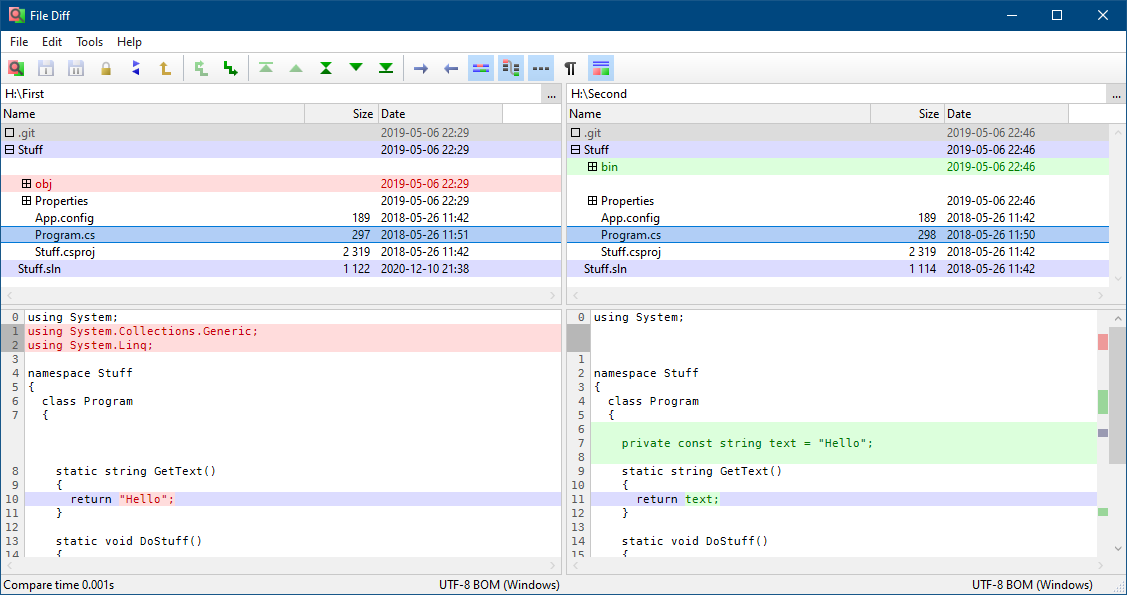 File Diff
File Edit Tools Help
H:\First ...
Name Size Date
.git 2019-05-06 22:29
Stuff 2019-05-06 22:29
obj 2019-05-06 22:29
Properties 2019-05-06 22:29
App.config 189 2018-05-26 11:42
Program.cs 297 2018-05-26 11:51
Stuff.csproj 2 319 2018-05-26 11:42
Stuff.sln 1 122 2020-12-10 21:38
H:\Second ...
Name Size Date
.git 2019-05-06 22:46
Stuff 2019-05-06 22:46
bin 2019-05-06 22:46
Properties 2019-05-06 22:46
App.config 189 2018-05-26 11:42
Program.cs 298 2018-05-26 11:50
Stuff.csproj 2 319 2018-05-26 11:42
Stuff.sln 1 114 2018-05-26 11:42
0 using System;
1 using System.Collections.Generic;
2 using System.Linq;
3
4 namespace Stuff
5 {
6 class Program
7 {
8 static string GetText()
9 {
10 return "Hello";
11 }
12
13 static void DoStuff()
14 {
0 using System;
1
2 namespace Stuff
3 {
4 class Program
5 {
6
7 private const string text = "Hello";
8
9 static string GetText()
10 {
11 return text;
12 }
13
14 static void DoStuff()
15 {
Compare time 0.001s UTF-8 BOM (Windows) UTF-8 BOM (Windows)